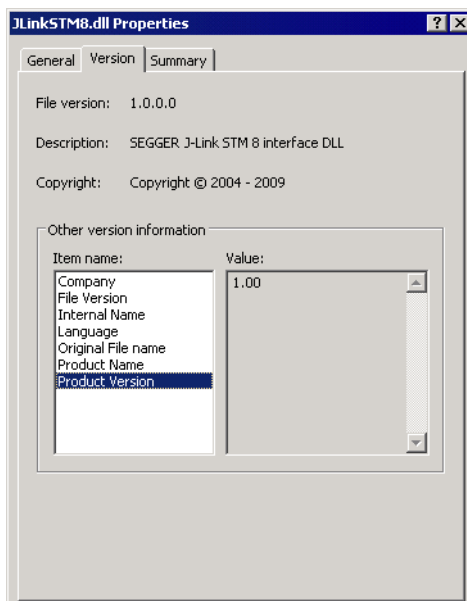 JLinkSTM8.dll Properties
General Version Summary
File version: 1.0.0.0
Description: SEGGER J-Link STM 8 interface DLL
Copyright: Copyright © 2004 - 2009
Other version information
Item name: Value:
Company 1.00
File Version
Internal Name
Language
Original File name
Product Name
Product Version